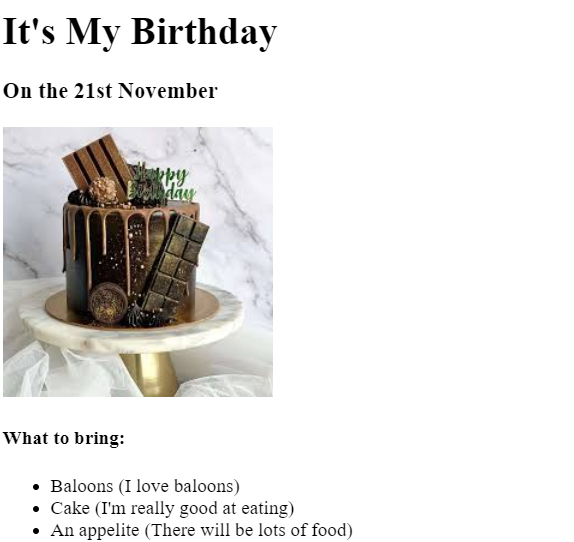 It's My Birthday
On the 21st November
Happy
Birthday
What to bring:
Baloons (I love baloons)
Cake (I'm really good at eating)
An appelite (There will be lots of food)